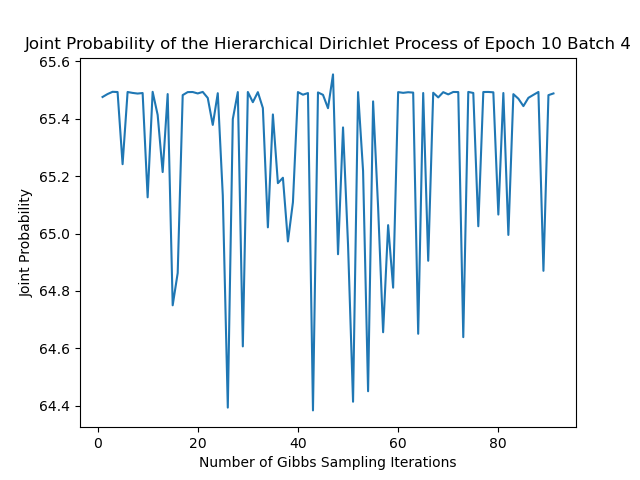 Joint Probability of the Hierarchical Dirichlet Process of Epoch 10 Batch 4
65.6
65.4
65.2
65.0
64.8
64.6
64.4
Joint Probability
0 20 40 60 80
Number of Gibbs Sampling Iterations